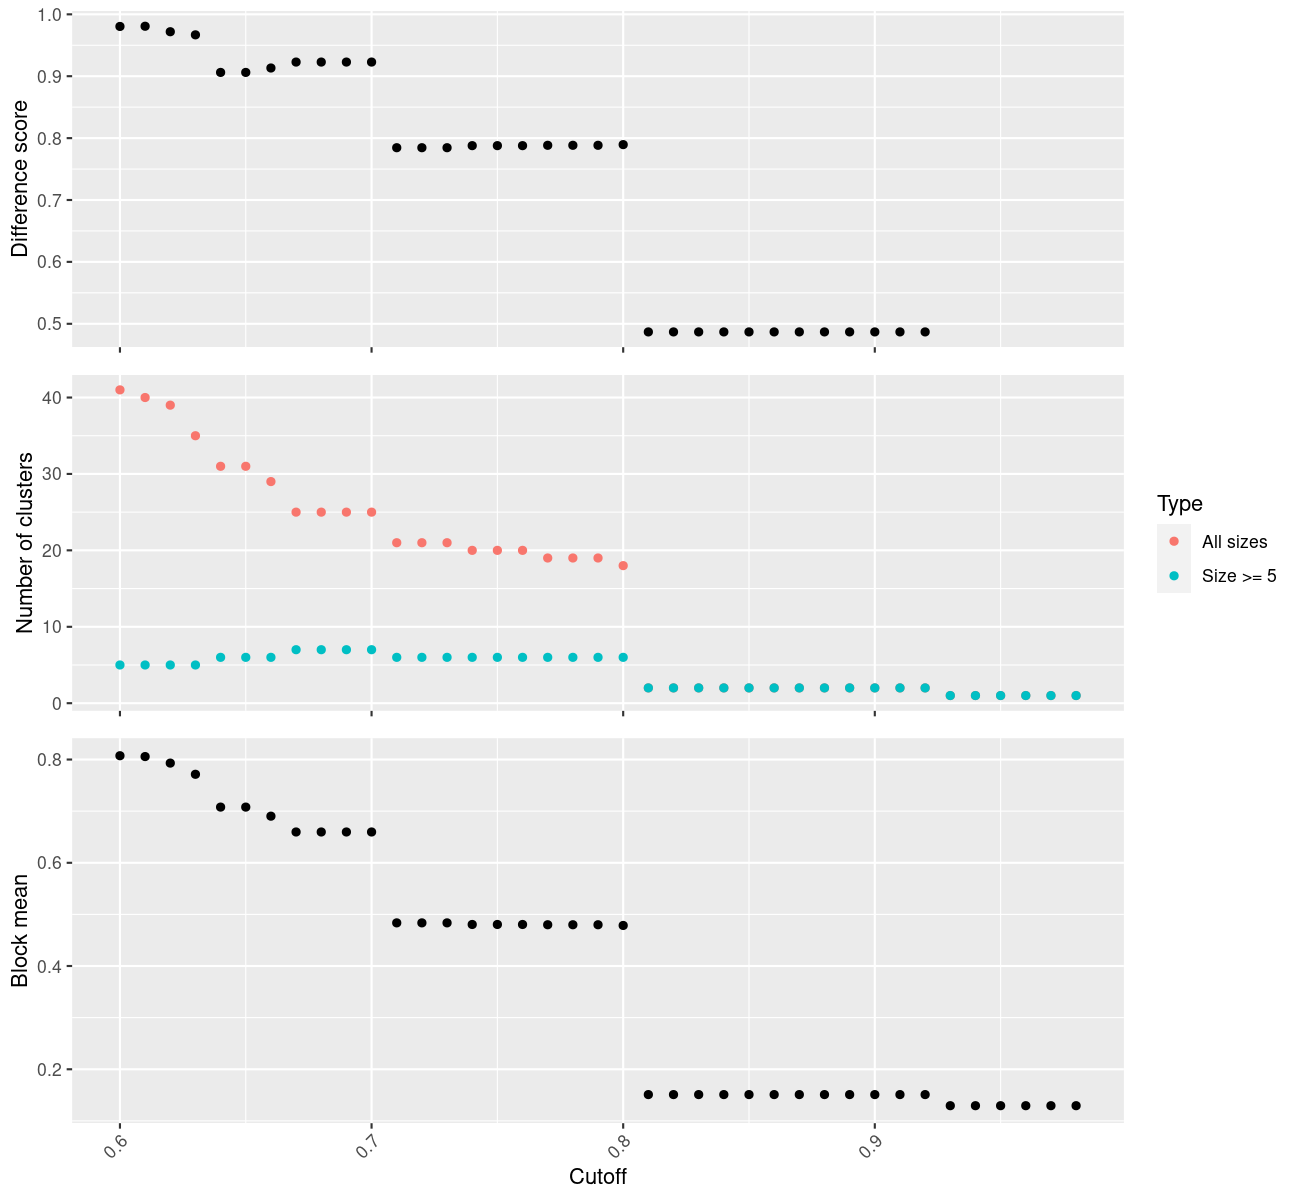 Difference score
1.0
0.9
0.8
0.7
0.6
0.5
Number of clusters
40
30
20
10
0
Type
All sizes
Size >= 5
Block mean
0.8
0.6
0.4
0.2
0.6
0.7
0.8
0.9
Cutoff